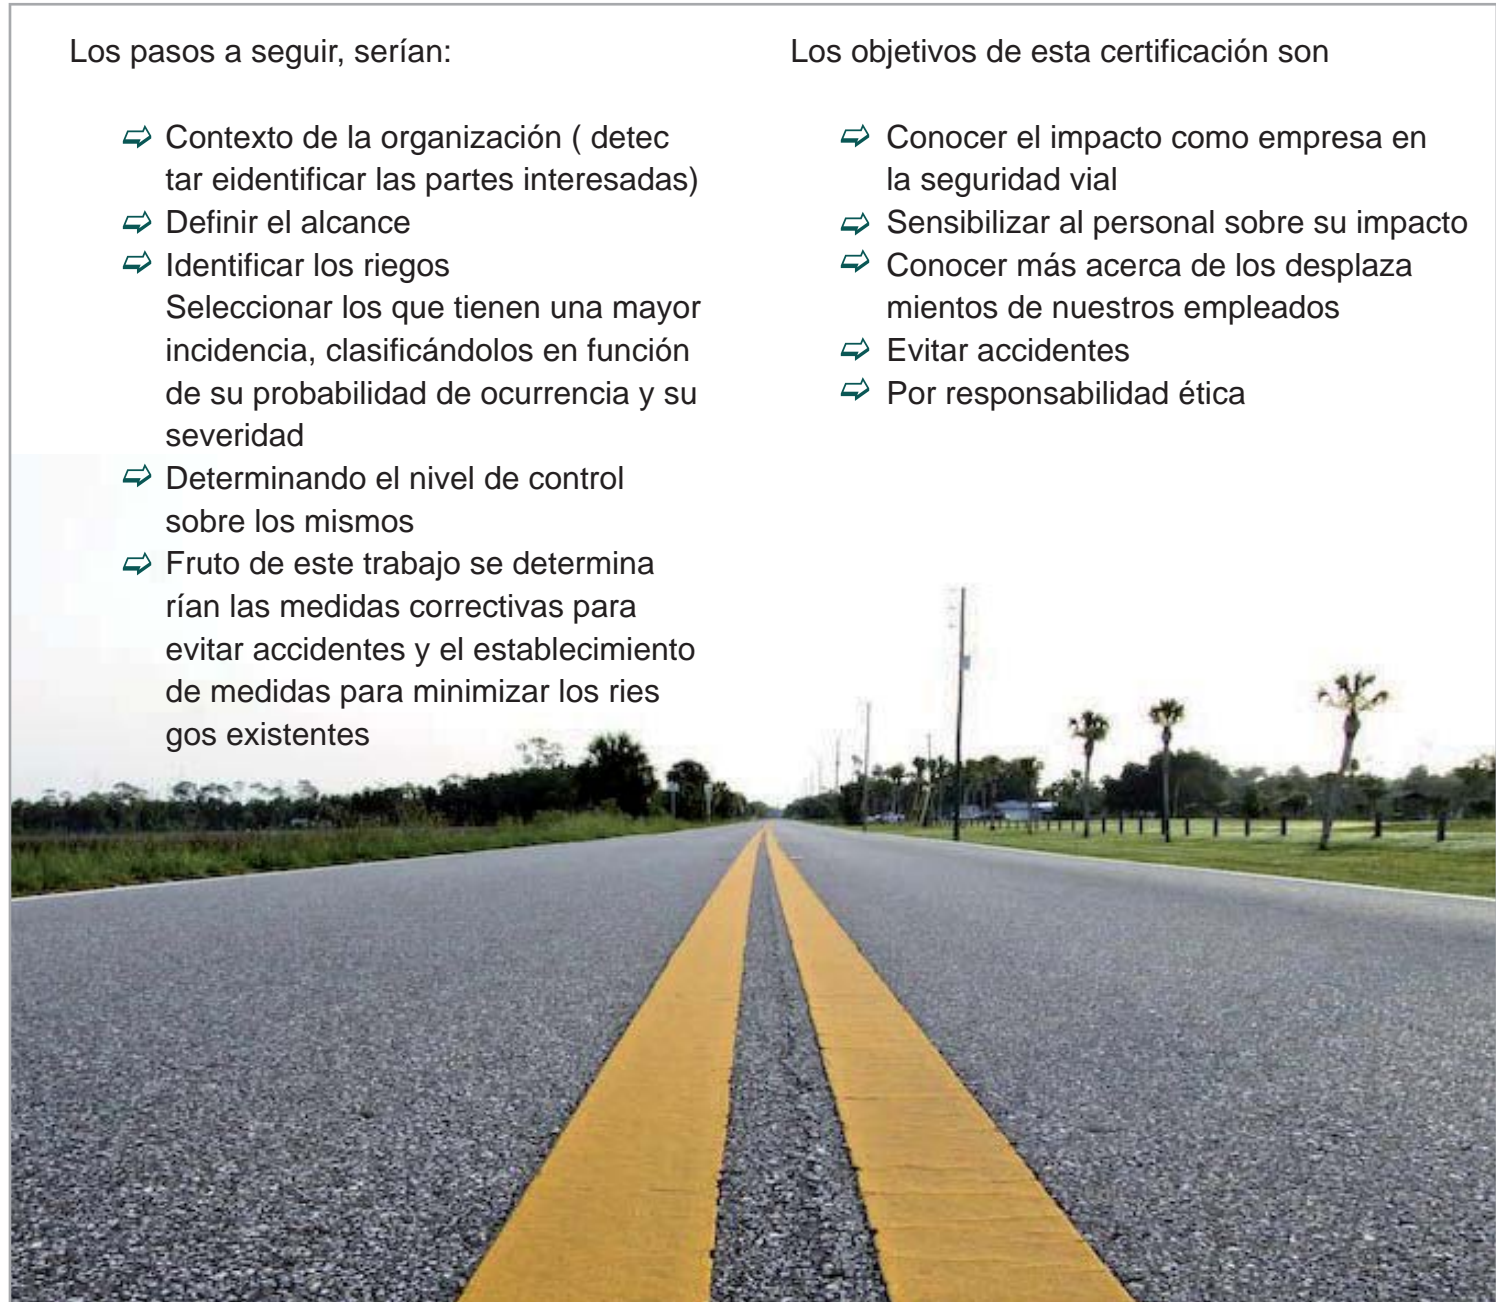 Los pasos a seguir, serían:
⇨ Contexto de la organización ( detec
tar eidentificar las partes interesadas)
⇨ Definir el alcance
⇨ Identificar los riegos
Seleccionar los que tienen una mayor
incidencia, clasificándolos en función
de su probabilidad de ocurrencia y su
severidad
⇨ Determinando el nivel de control
sobre los mismos
⇨ Fruto de este trabajo se determina
rían las medidas correctivas para
evitar accidentes y el establecimiento
de medidas para minimizar los ries
gos existentes
Los objetivos de esta certificación son
⇨ Conocer el impacto como empresa en
la seguridad vial
⇨ Sensibilizar al personal sobre su impacto
⇨ Conocer más acerca de los desplaza
mientos de nuestros empleados
⇨ Evitar accidentes
⇨ Por responsabilidad ética